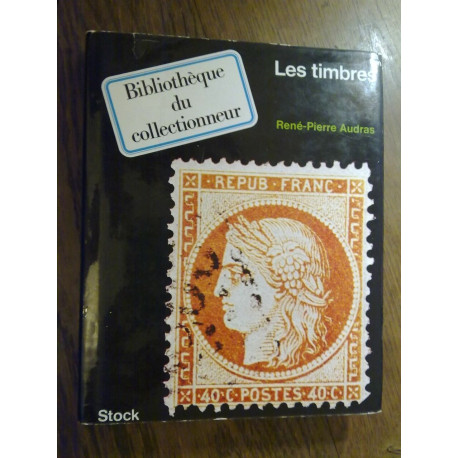 Bibliothèque
du
collectionneur
Les timbres
René-Pierre Audras
REPUB·FRANC·
40·C·POSTES·40·C·
Stock